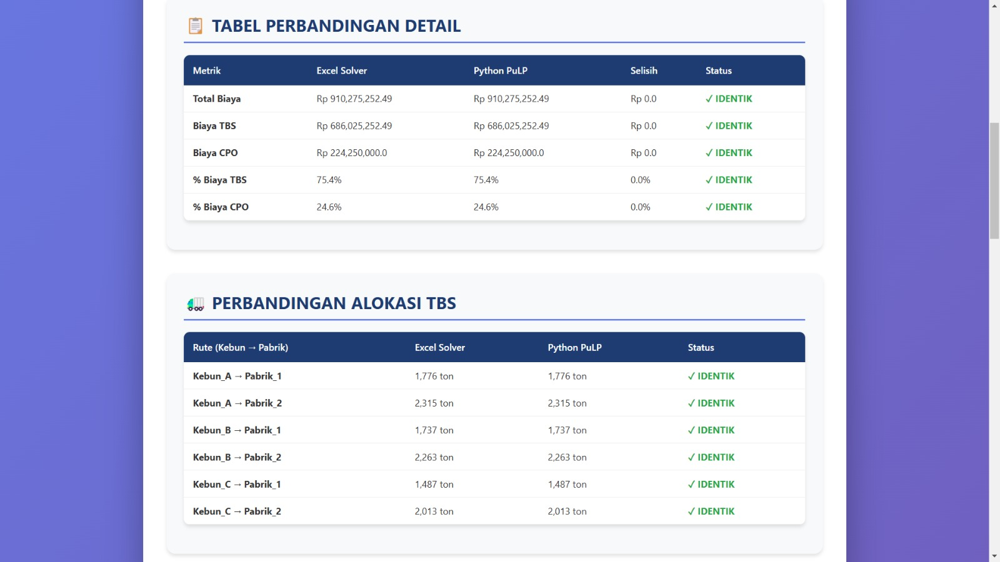 TABEL PERBANDINGAN DETAIL
Metrik Excel Solver Python PuLP Selisih Status
Total Biaya Rp 910,275,252.49 Rp 910,275,252.49 Rp 0.0 ✓ IDENTIK
Biaya TBS Rp 686,025,252.49 Rp 686,025,252.49 Rp 0.0 ✓ IDENTIK
Biaya CPO Rp 224,250,000.0 Rp 224,250,000.0 Rp 0.0 ✓ IDENTIK
% Biaya TBS 75.4% 75.4% 0.0% ✓ IDENTIK
% Biaya CPO 24.6% 24.6% 0.0% ✓ IDENTIK
PERBANDINGAN ALOKASI TBS
Rute (Kebun → Pabrik) Excel Solver Python PuLP Status
Kebun_A → Pabrik_1 1,776 ton 1,776 ton ✓ IDENTIK
Kebun_A → Pabrik_2 2,315 ton 2,315 ton ✓ IDENTIK
Kebun_B → Pabrik_1 1,737 ton 1,737 ton ✓ IDENTIK
Kebun_B → Pabrik_2 2,263 ton 2,263 ton ✓ IDENTIK
Kebun_C → Pabrik_1 1,487 ton 1,487 ton ✓ IDENTIK
Kebun_C → Pabrik_2 2,013 ton 2,013 ton ✓ IDENTIK